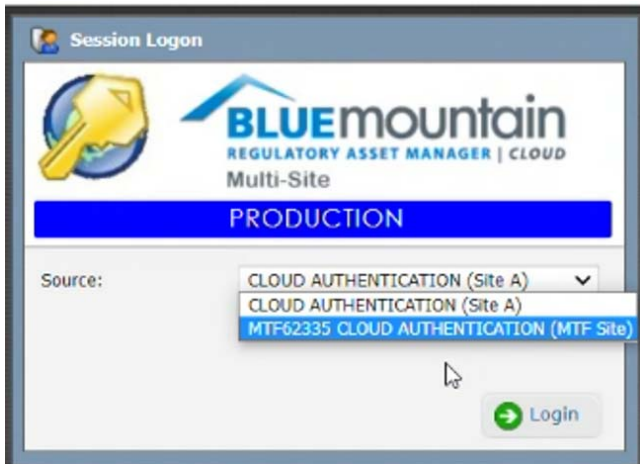 Session Logon
BLUEmountain
REGULATORY ASSET MANAGER | CLOUD
Multi-Site
PRODUCTION
Source:
CLOUD AUTHENTICATION (Site A)
CLOUD AUTHENTICATION (Site A)
MTF62335 CLOUD AUTHENTICATION (MTF Site)
Login